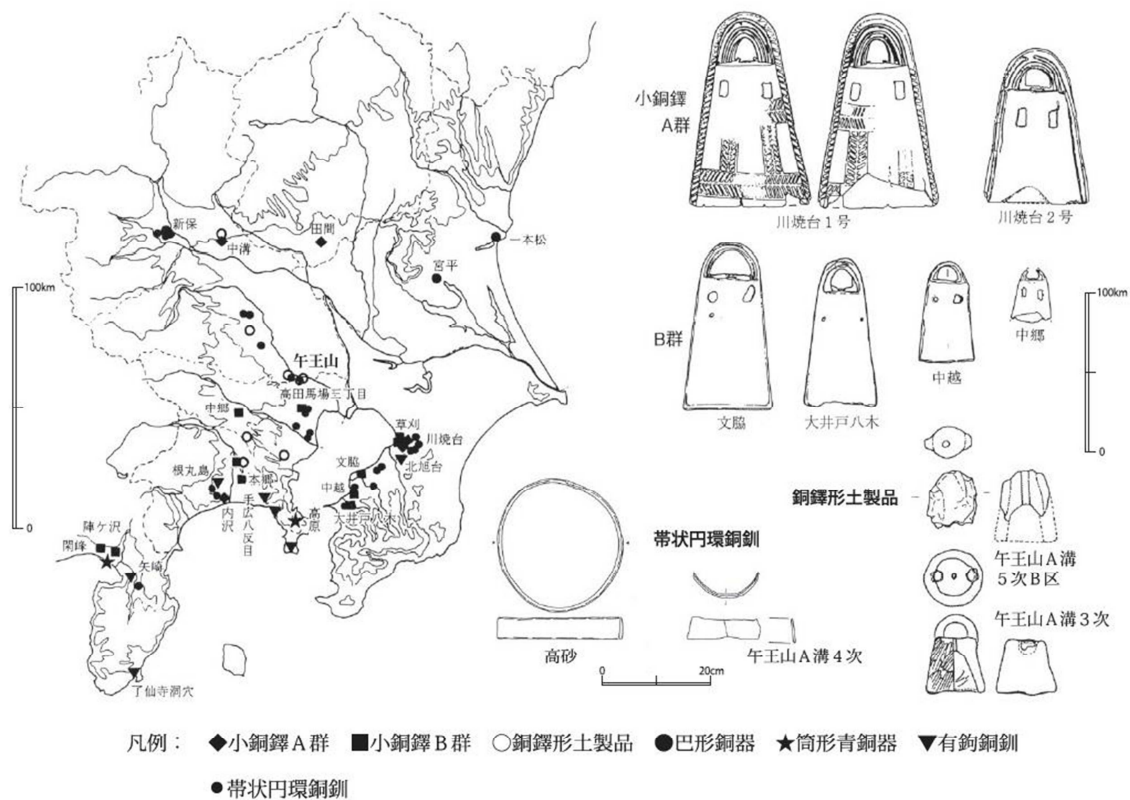 新保
中溝
田間
一本松
宮平
午王山
高田馬場三丁目
中郷
草刈
川焼台
北旭台
文脇
中越
大井戸八木
根丸島
本郷
内沢
手広八反目
高原
陣ケ沢
閑峰
矢崎
了仙寺洞穴
100km
0
小銅鐸
A群
川焼台1号
川焼台2号
B群
文脇
大井戸八木
中越
中郷
100km
0
銅鐸形土製品
午王山A溝
5次B区
午王山A溝3次
帯状円環銅釧
高砂
午王山A溝4次
0 20cm
凡例： ◆小銅鐸A群 ■小銅鐸B群 ○銅鐸形土製品 ●巴形銅器 ★筒形青銅器 ▼有鉤銅釧
●帯状円環銅釧